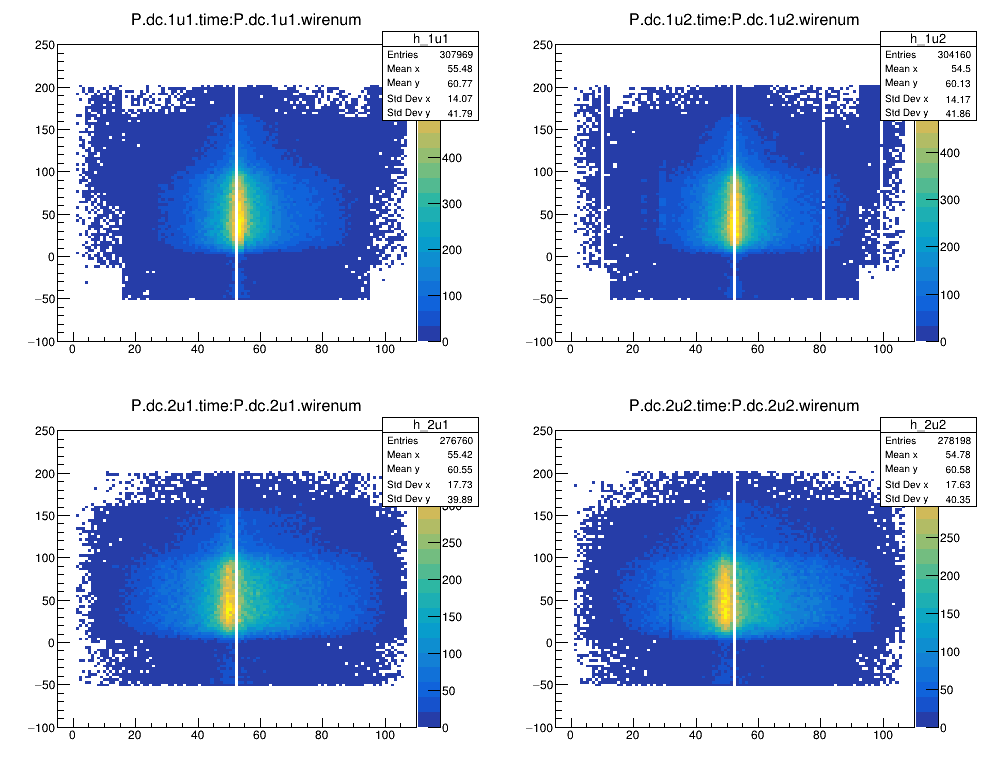 P.dc.1u1.time:P.dc.1u1.wirenum
h_1u1
Entries 307969
Mean x 55.48
Mean y 60.77
Std Dev x 14.07
Std Dev y 41.79
250
200
150
100
50
0
−50
−100
0 20 40 60 80 100
400
300
200
100
0
P.dc.1u2.time:P.dc.1u2.wirenum
h_1u2
Entries 304160
Mean x 54.5
Mean y 60.13
Std Dev x 14.17
Std Dev y 41.86
250
200
150
100
50
0
−50
−100
0 20 40 60 80 100
400
300
200
100
0
P.dc.2u1.time:P.dc.2u1.wirenum
h_2u1
Entries 276760
Mean x 55.42
Mean y 60.55
Std Dev x 17.73
Std Dev y 39.89
250
200
150
100
50
0
−50
−100
0 20 40 60 80 100
300
250
200
150
100
50
0
P.dc.2u2.time:P.dc.2u2.wirenum
h_2u2
Entries 278198
Mean x 54.78
Mean y 60.58
Std Dev x 17.63
Std Dev y 40.35
250
200
150
100
50
0
−50
−100
0 20 40 60 80 100
250
200
150
100
50
0